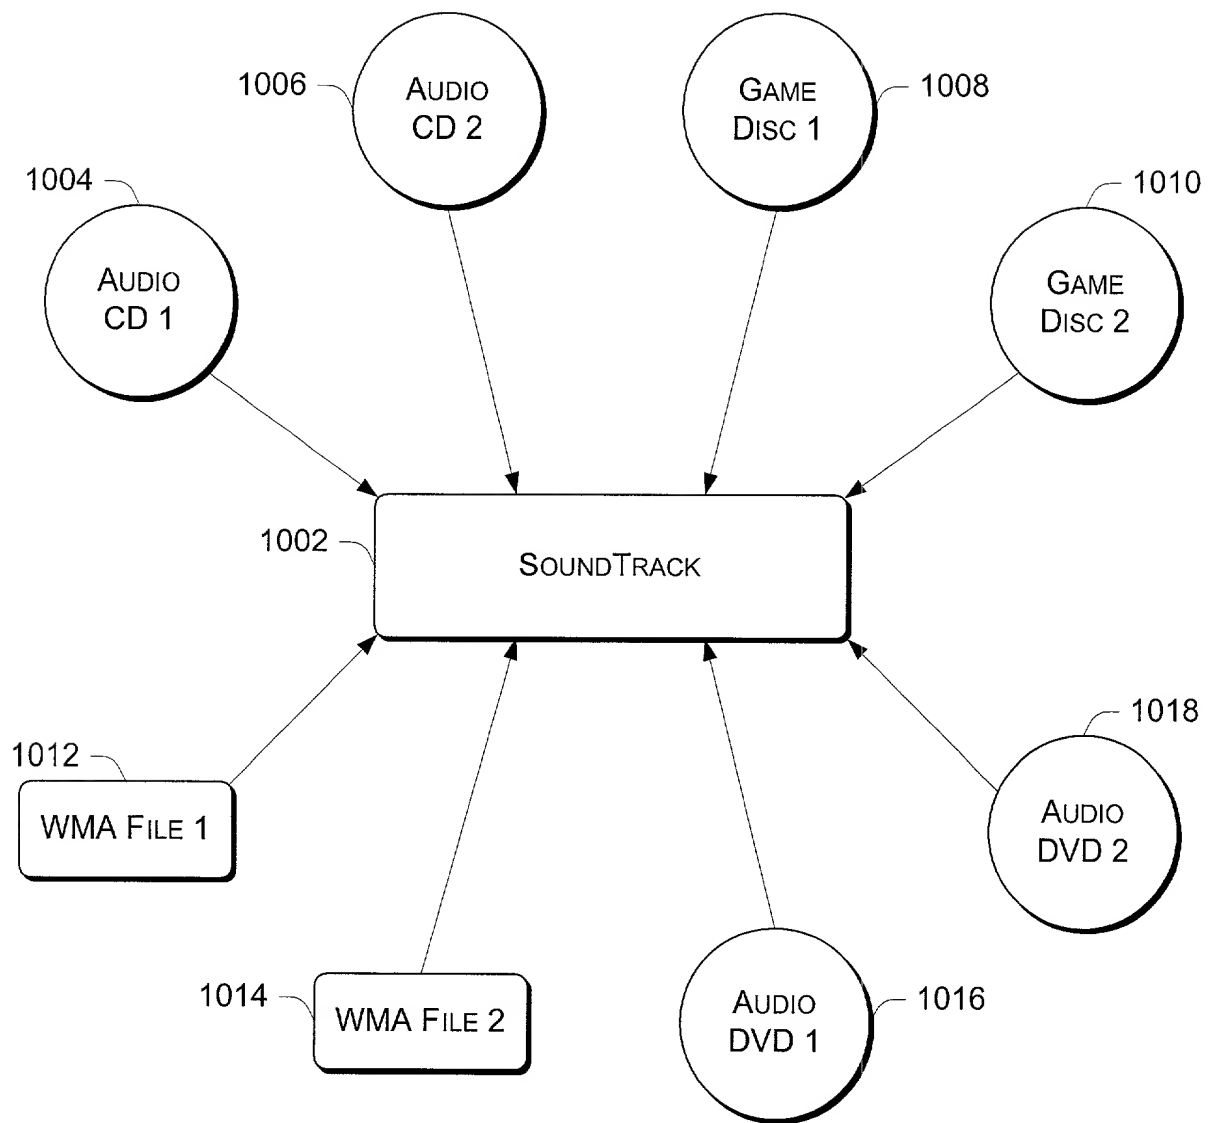 1006
AUDIO
CD 2
GAME
DISC 1
1008
1004
AUDIO
CD 1
1010
GAME
DISC 2
1002
SOUNDTRACK
1012
WMA FILE 1
1018
AUDIO
DVD 2
1014
WMA FILE 2
AUDIO
DVD 1
1016